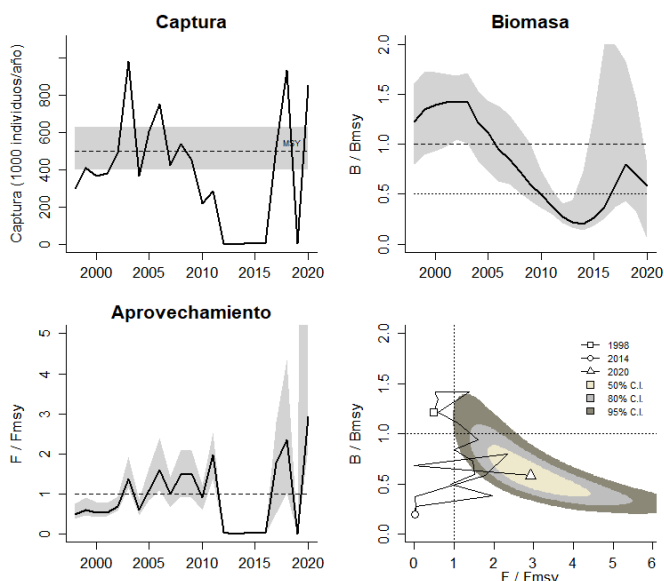 Captura
Captura (1000 individuos/año)
0 200 400 600 800
MSY
2000 2005 2010 2015 2020
Biomasa
B / Bmsy
0.0 0.5 1.0 1.5 2.0
2000 2005 2010 2015 2020
Aprovechamiento
F / Fmsy
0 1 2 3 4 5
2000 2005 2010 2015 2020
B / Bmsy
0.0 0.5 1.0 1.5 2.0
1998
2014
2020
50% C.I.
80% C.I.
95% C.I.
0 1 2 3 4 5 6
F / Fmsy